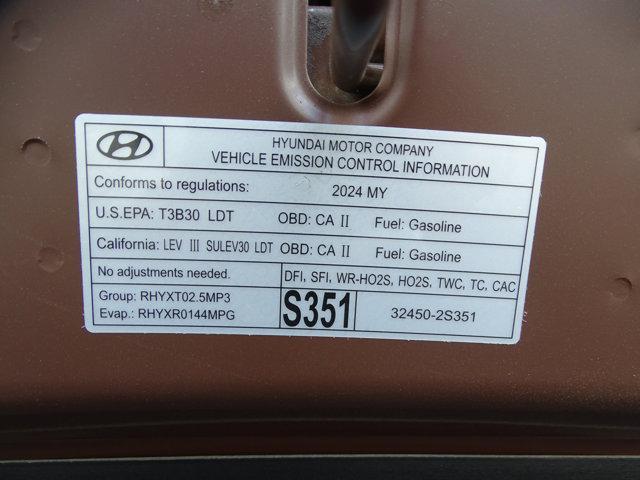 HYUNDAI MOTOR COMPANY
VEHICLE EMISSION CONTROL INFORMATION
Conforms to regulations: 2024 MY
U.S.EPA: T3B30 LDT OBD: CA II Fuel: Gasoline
California: LEV III SULEV30 LDT OBD: CA II Fuel: Gasoline
No adjustments needed. DFI, SFI, WR-HO2S, HO2S, TWC, TC, CAC
Group: RHYXT02.5MP3
Evap.: RHYXR0144MPG
S351
32450-2S351